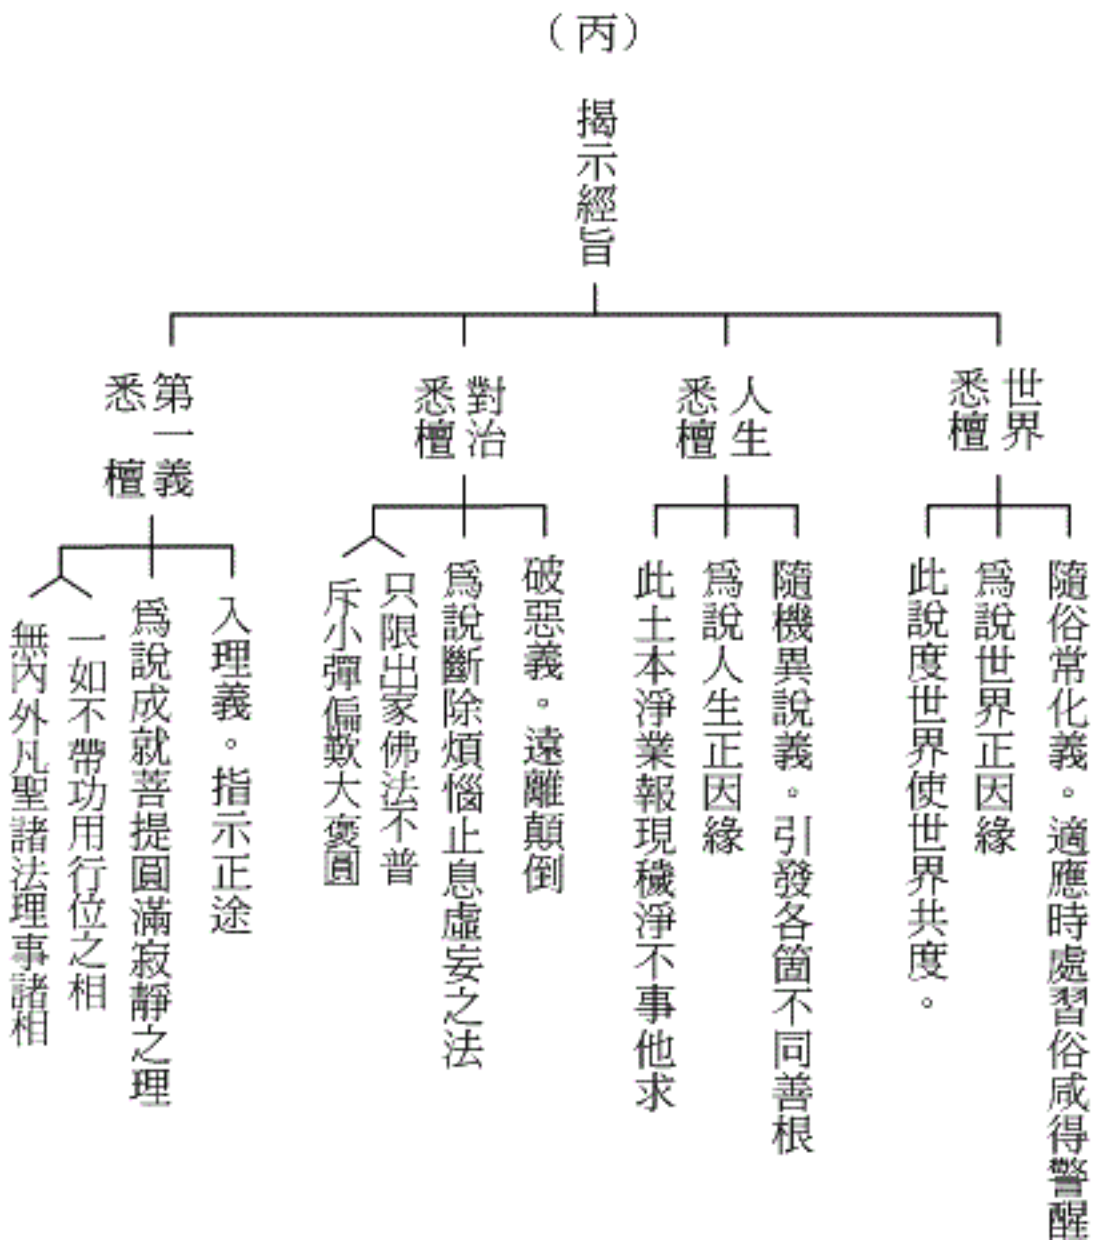 （丙）
揭示經旨
世界悉檀
隨俗常化義。適應時處習俗咸得警醒
為說世界正因緣
此說度世界使世界共度。
人生悉檀
隨機異說義。引發各箇不同善根
為說人生正因緣
此土本淨業報現穢淨不事他求
對治悉檀
破惡義。遠離顛倒
為說斷除煩惱止息虛妄之法
只限出家佛法不普
斥小彈偏歎大褒圓
第一義悉檀
入理義。指示正途
為說成就菩提圓滿寂靜之理
一如不帶功用行位之相
無內外凡聖諸法理事諸相